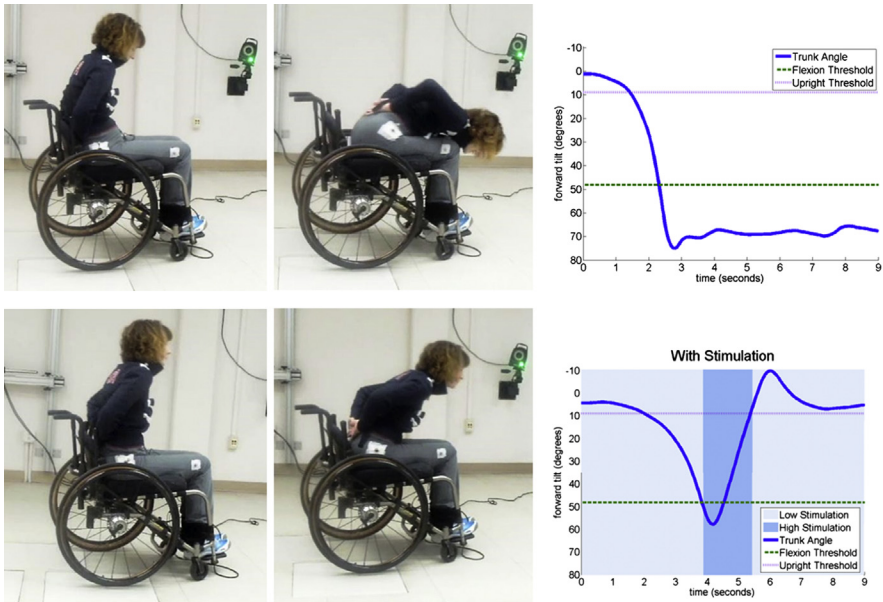 -10
0
10
20
30
40
50
60
70
80
forward tilt (degrees)
Trunk Angle
Flexion Threshold
Upright Threshold
0 1 2 3 4 5 6 7 8 9
time (seconds)
With Stimulation
-10
0
10
20
30
40
50
60
70
80
forward tilt (degrees)
Low Stimulation
High Stimulation
Trunk Angle
Flexion Threshold
Upright Threshold
0 1 2 3 4 5 6 7 8 9
time (seconds)